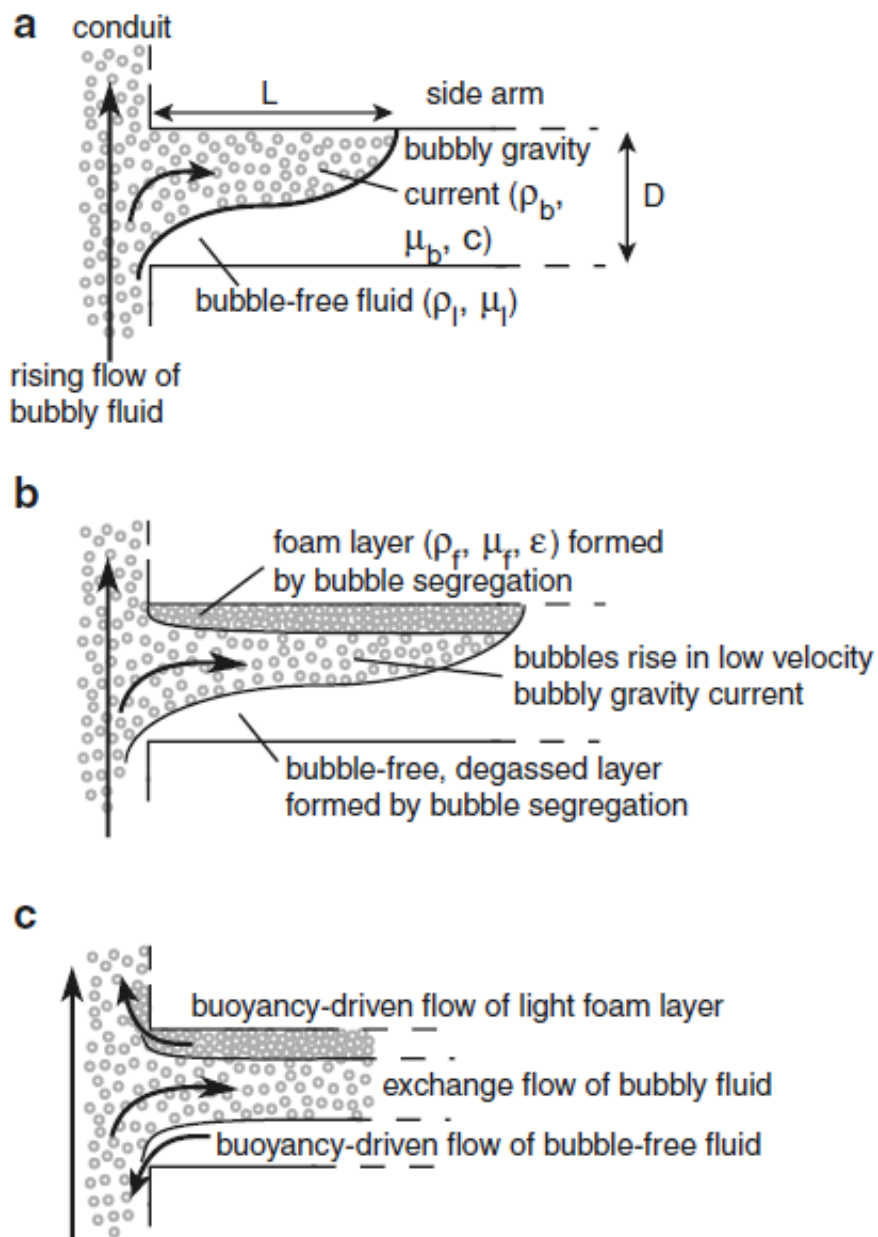 a
conduit
L
side arm
bubbly gravity
current (ρb,
μb, c)
D
bubble-free fluid (ρl, μl)
rising flow of
bubbly fluid
b
foam layer (ρf, μf, ε) formed
by bubble segregation
bubbles rise in low velocity
bubbly gravity current
bubble-free, degassed layer
formed by bubble segregation
c
buoyancy-driven flow of light foam layer
exchange flow of bubbly fluid
buoyancy-driven flow of bubble-free fluid